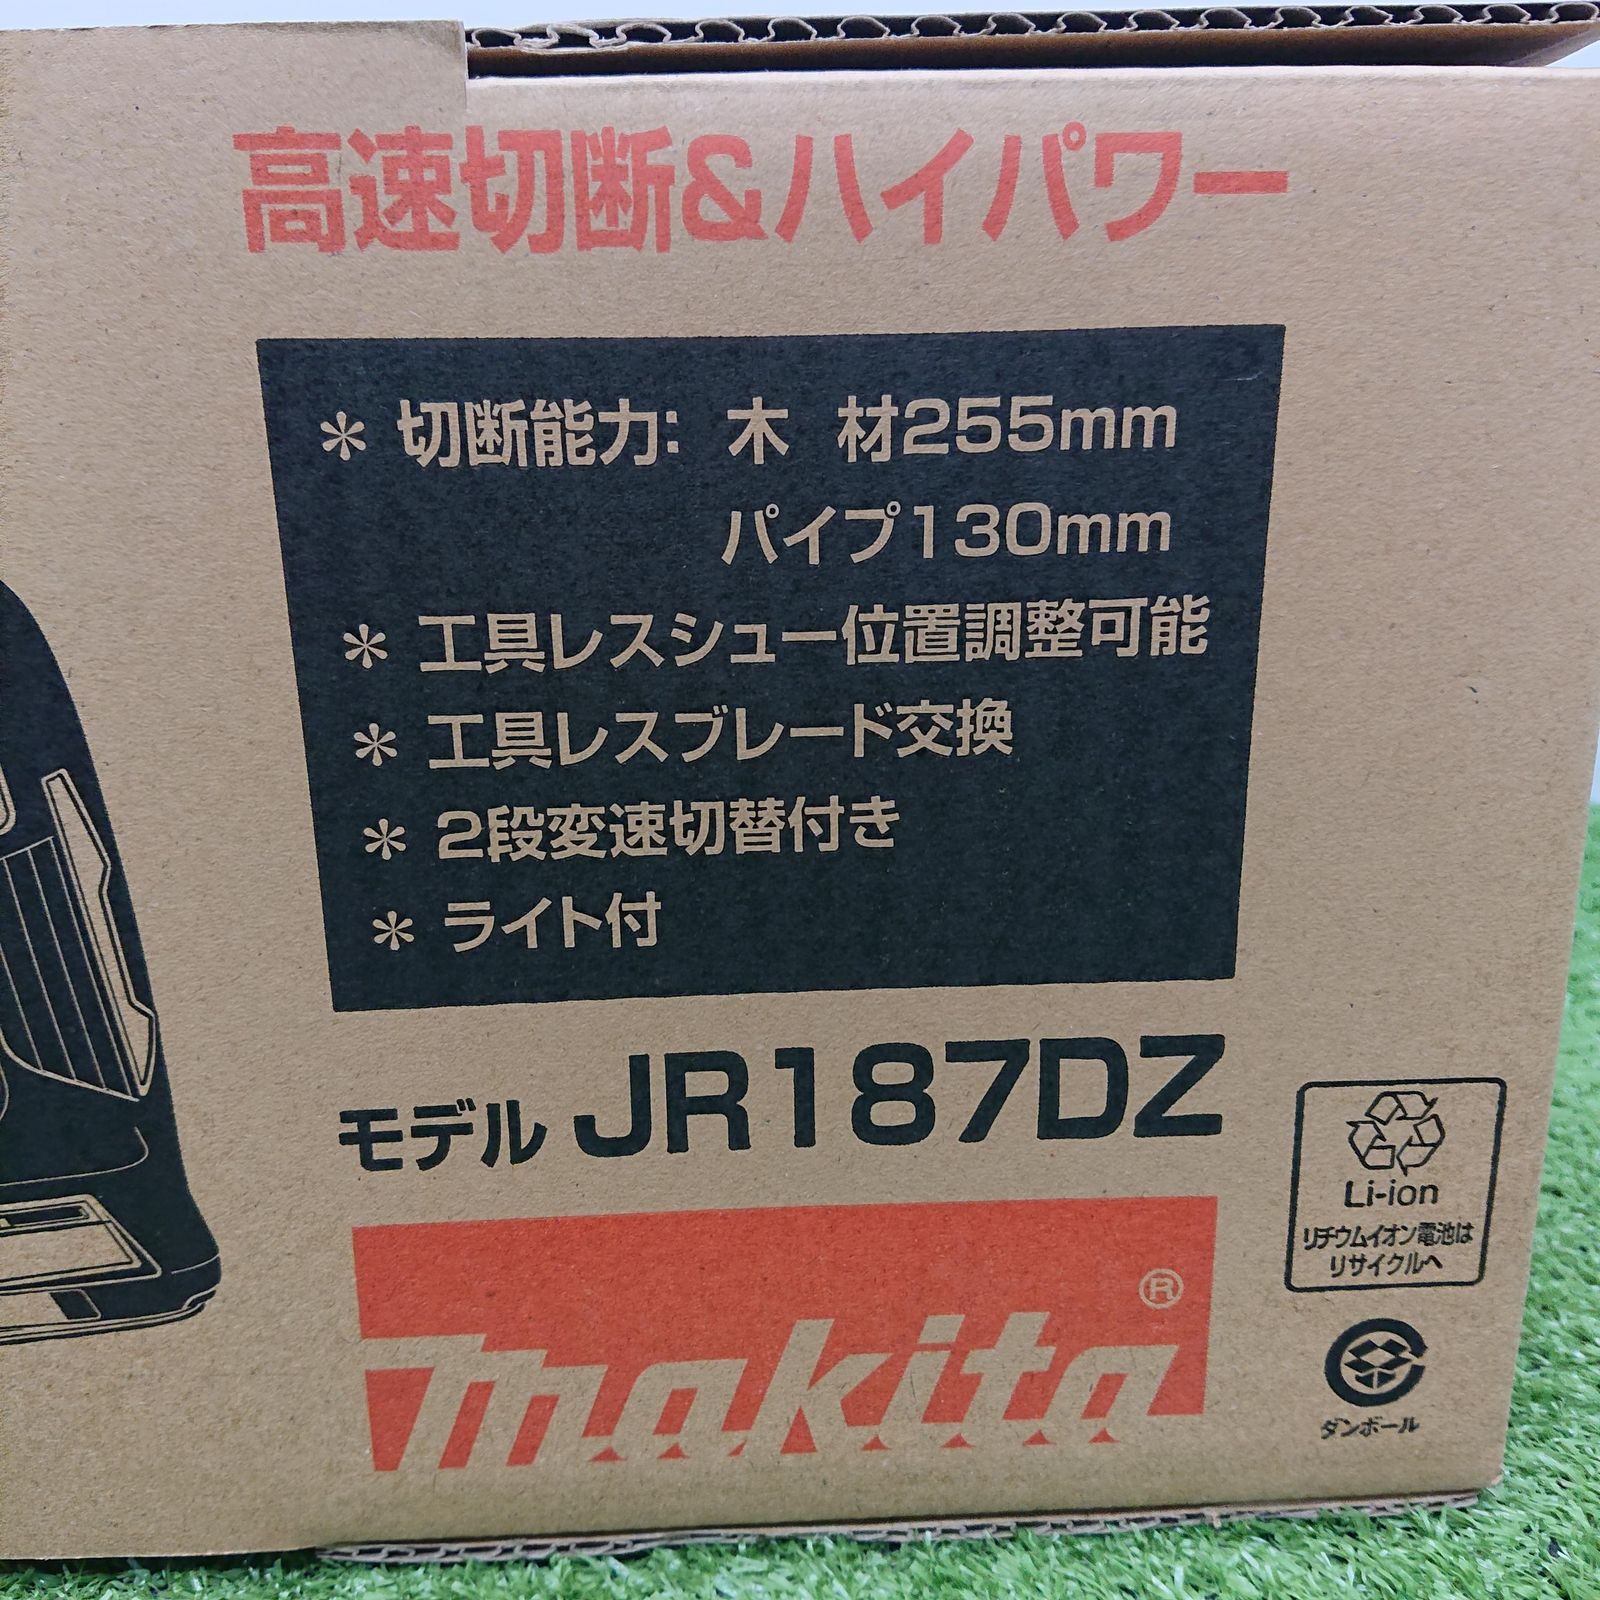 高速切断&ハイパワー
* 切断能力: 木 材255mm
パイプ130mm
* 工具レスシュー位置調整可能
* 工具レスブレード交換
* 2段変速切替付き
* ライト付
モデル JR187DZ
makita®
Li-ion
リチウムイオン電池は
リサイクルへ
ダンボール